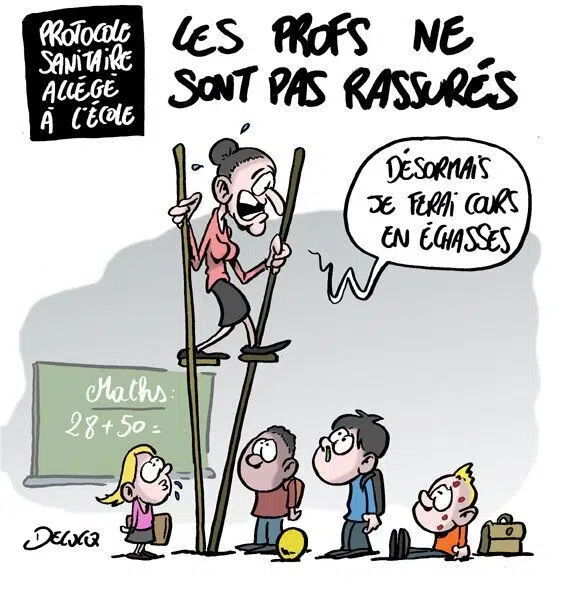 PROTOCOLE
SANITAIRE
ALLÉGÉ
À L'ÉCOLE
LES PROFS NE
SONT PAS RASSURÉS
DÉSORMAIS
JE FERAI COURS
EN ÉCHASSES
Maths:
28+50=
DELUCQ